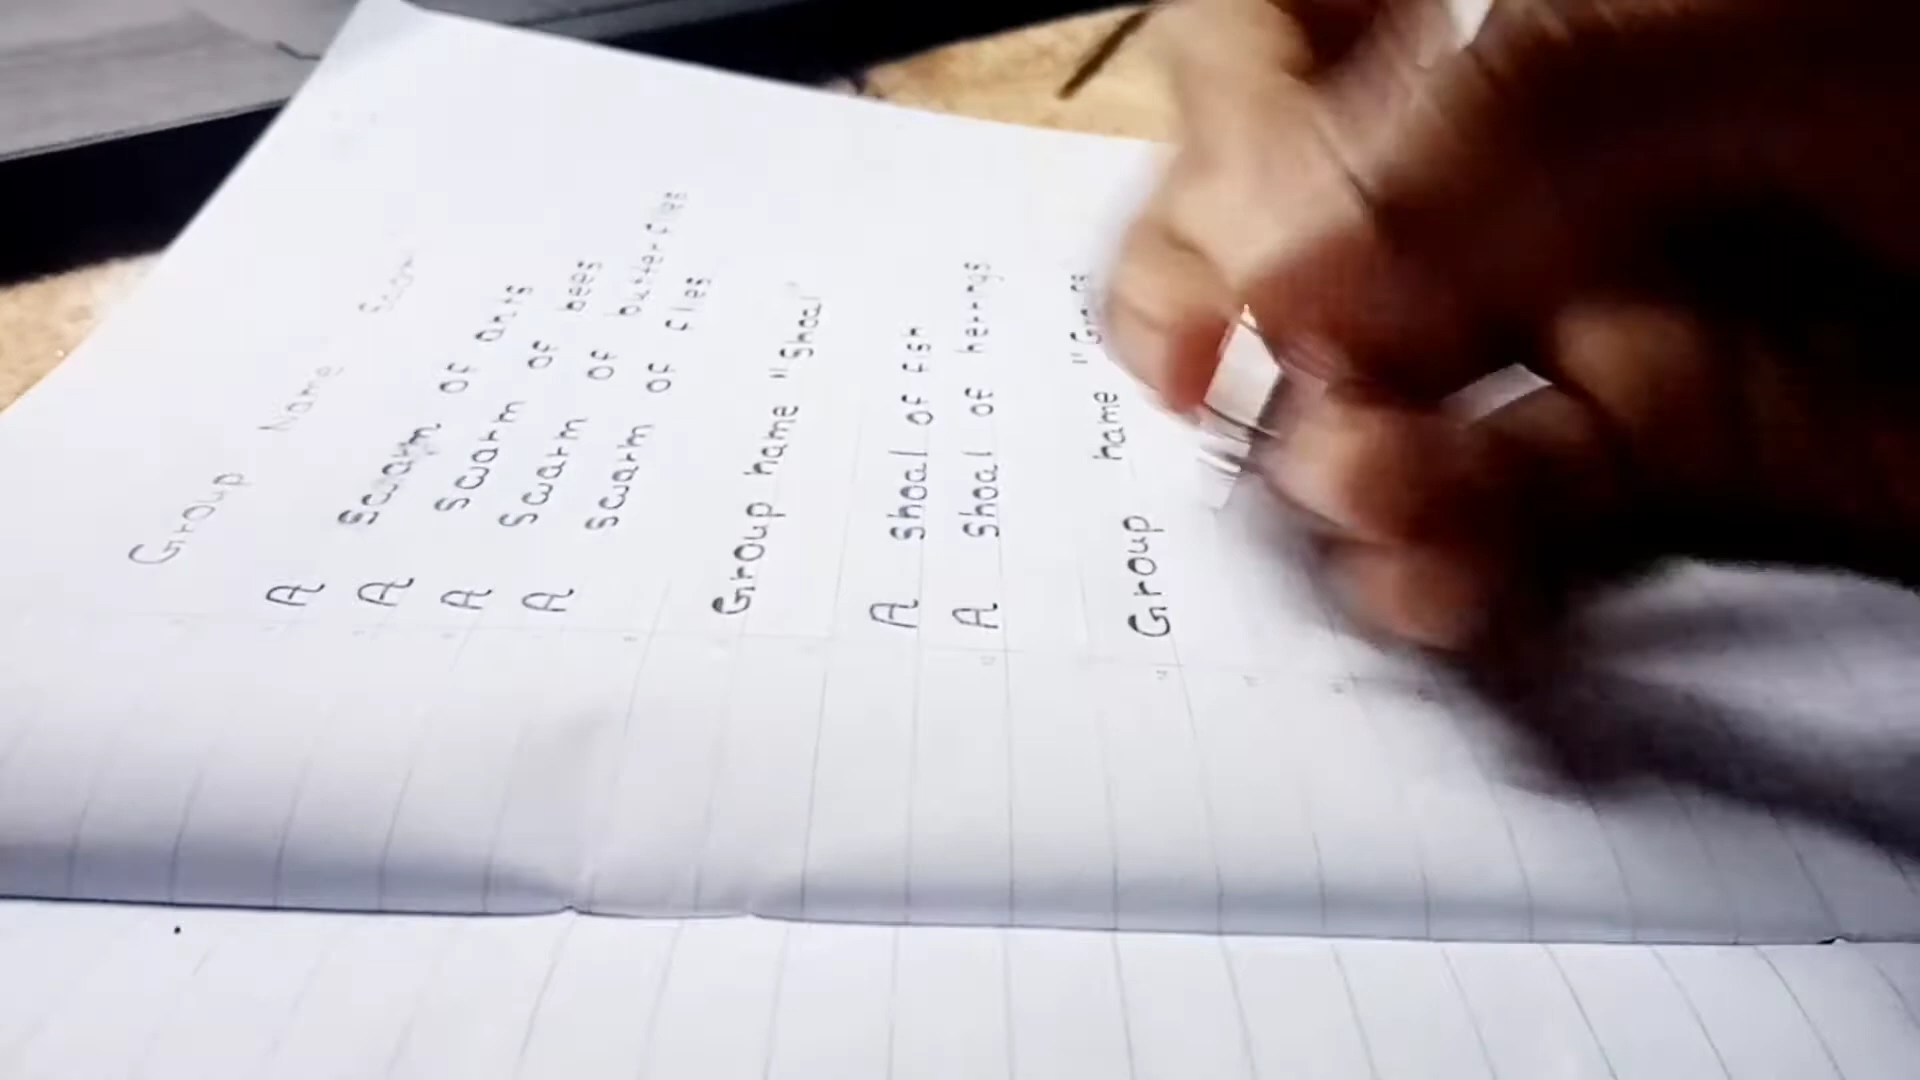 Group Name
A swarm of ants
A swarm of bees
A swarm of butterflies
A swarm of flies
Group name "Shoal"
A shoal of fish
A shoal of herrings
Group name